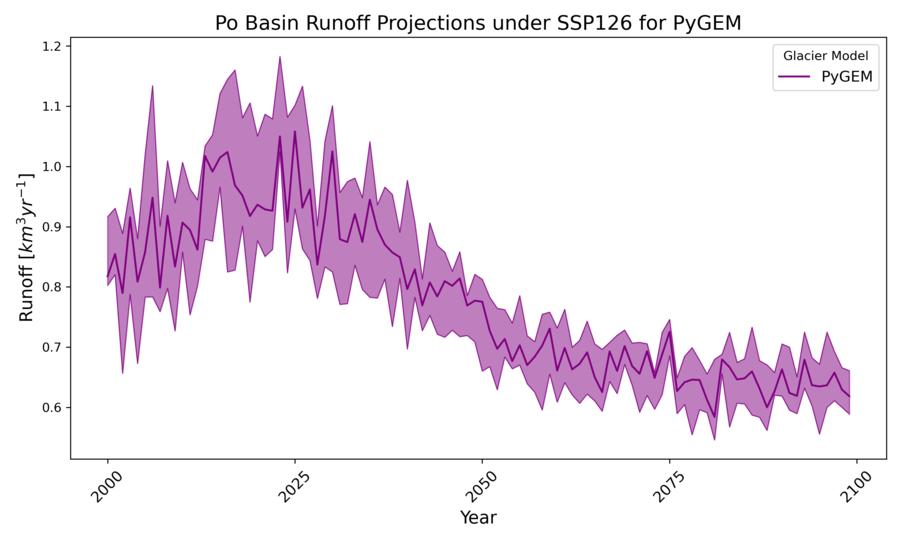 Po Basin Runoff Projections under SSP126 for PyGEM
Glacier Model
PyGEM
Runoff [km³yr⁻¹]
1.2
1.1
1.0
0.9
0.8
0.7
0.6
2000
2025
2050
2075
2100
Year